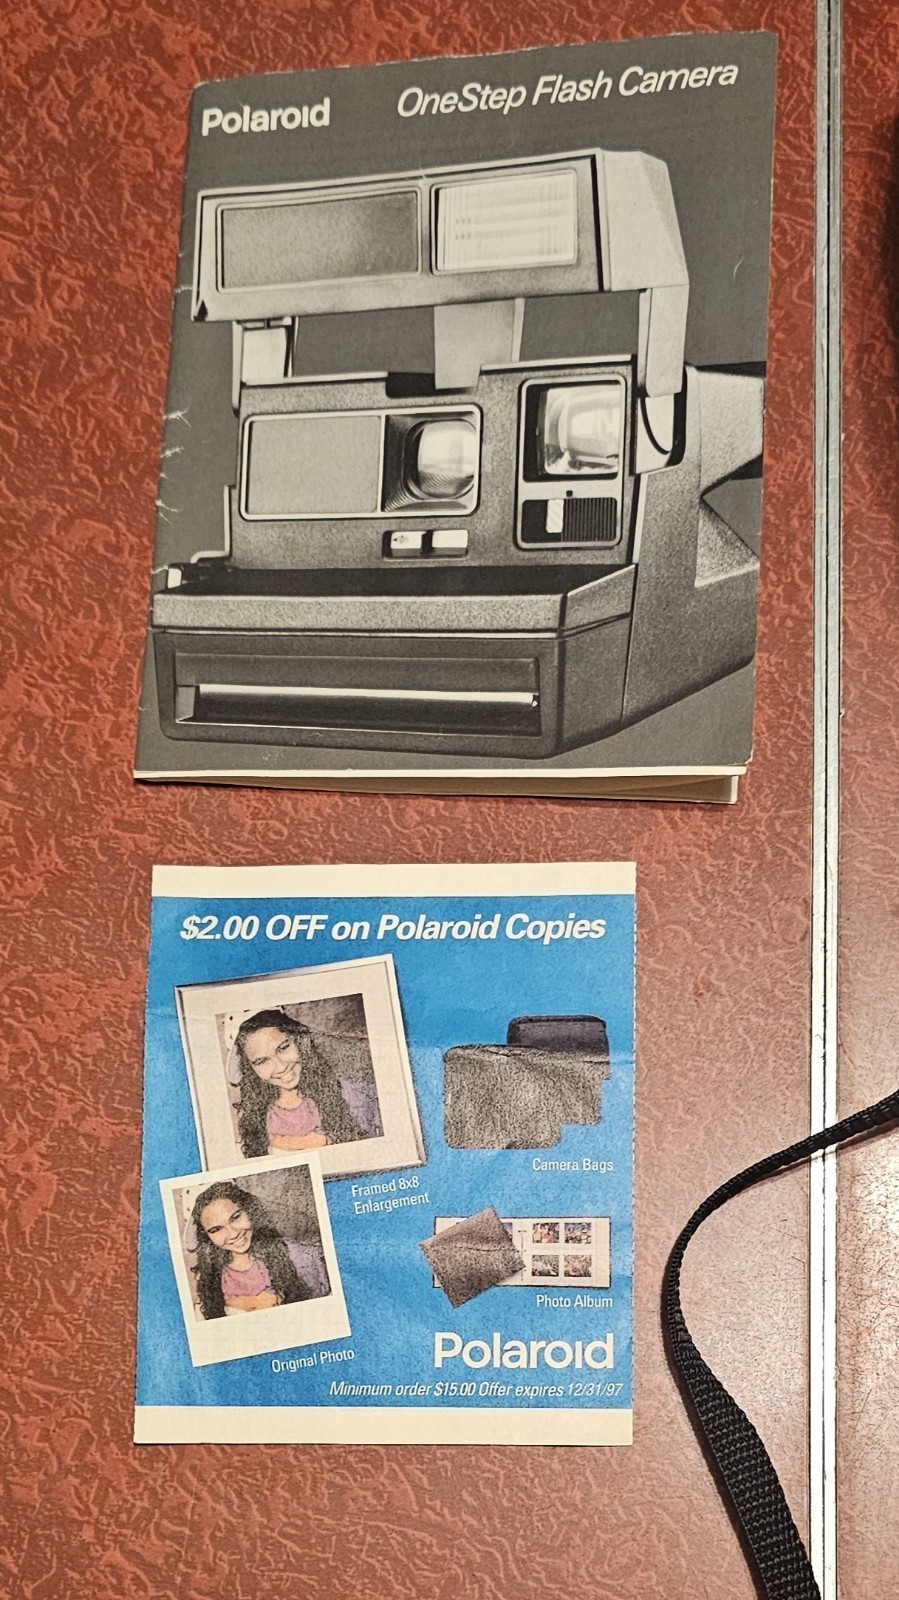 Polaroid
OneStep Flash Camera
$2.00 OFF on Polaroid Copies
Camera Bags
Framed 8x8
Enlargement
Photo Album
Original Photo
Polaroid
Minimum order $15.00 Offer expires 12/31/97